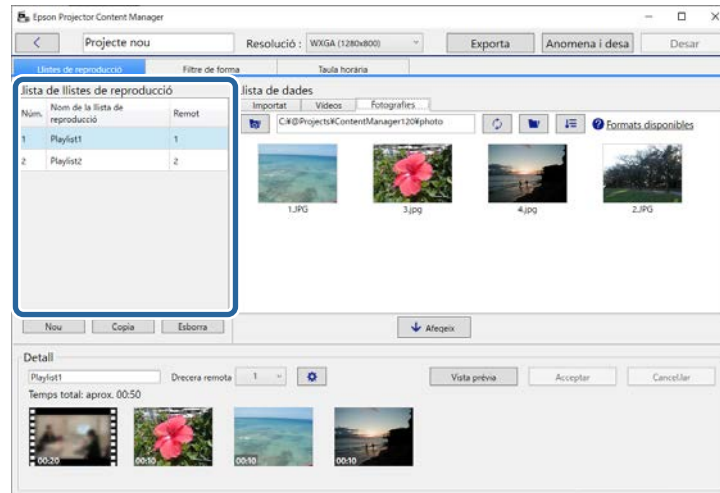 Epson Projector Content Manager
Projecte nou
Resolució :
WXGA (1280x800)
Exporta
Anomena i desa
Desar
Llistes de reproducció
Filtre de forma
Taula horària
llista de llistes de reproducció
Núm.
Nom de la llista de reproducció
Remot
1
Playlist1
1
2
Playlist2
2
llista de dades
Importat
Vídeos
Fotografies
C:¥@Projects¥ContentManager120¥photo
Formats disponibles
1.JPG
3.jpg
4.jpg
2.JPG
Nou
Copia
Esborra
Afegeix
Detall
Playlist1
Drecera remota
1
Vista prèvia
Acceptar
Cancel·lar
Temps total: aprox. 00:50
00:20
00:10
00:10
00:10